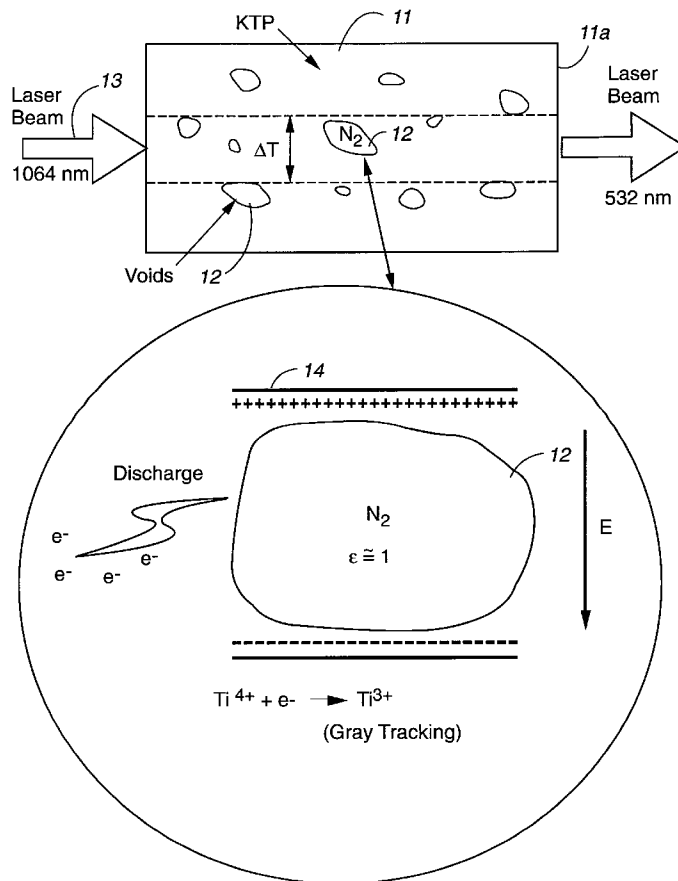 KTP
11
11a
13
Laser
Beam
1064 nm
ΔT
N2
12
Laser
Beam
532 nm
Voids
12
14
+++++++++++++++++++++++
Discharge
12
N2
ε ≅ 1
E
e-
e- e- e-
Ti 4+ + e- → Ti3+
(Gray Tracking)